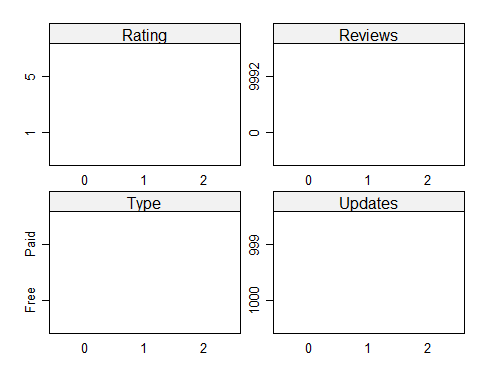 Rating
5
1
0 1 2
Reviews
9992
0
0 1 2
Type
Paid
Free
0 1 2
Updates
999
1000
0 1 2